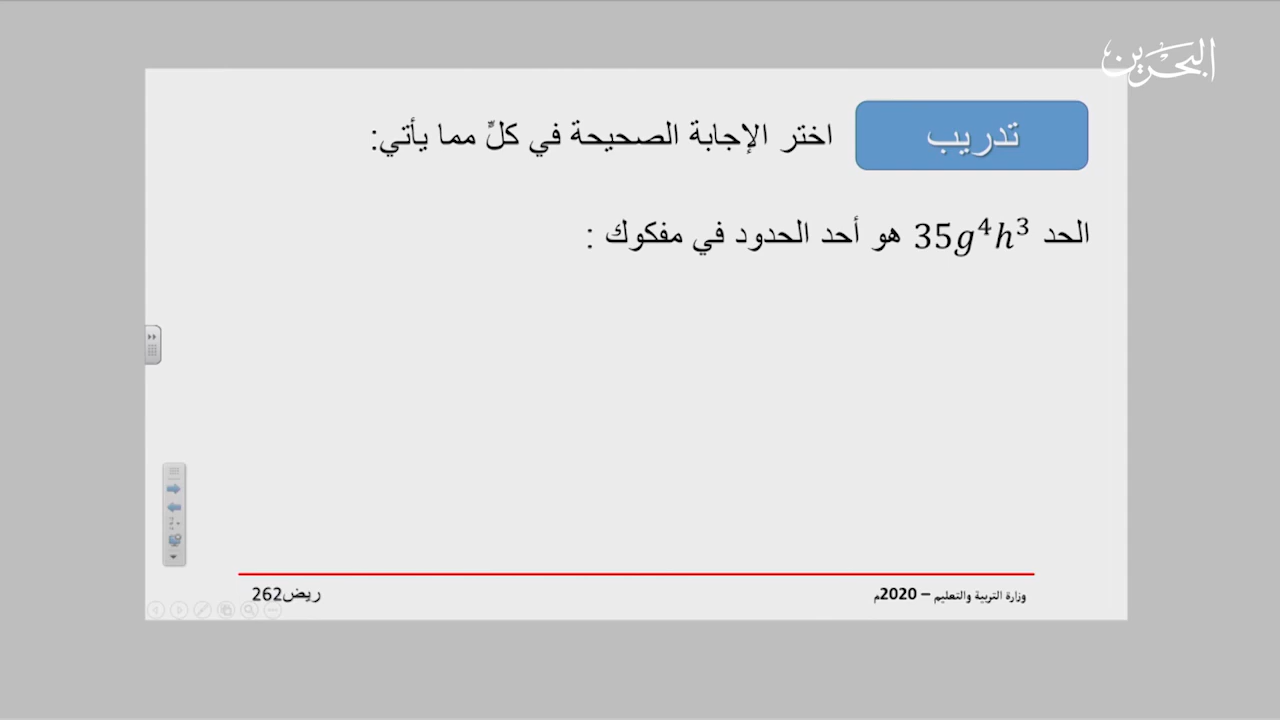 البحرين
تدريب اختر الإجابة الصحيحة في كلٍّ مما يأتي:
الحد 35g⁴h³ هو أحد الحدود في مفكوك :
وزارة التربية والتعليم – 2020م
ريض262